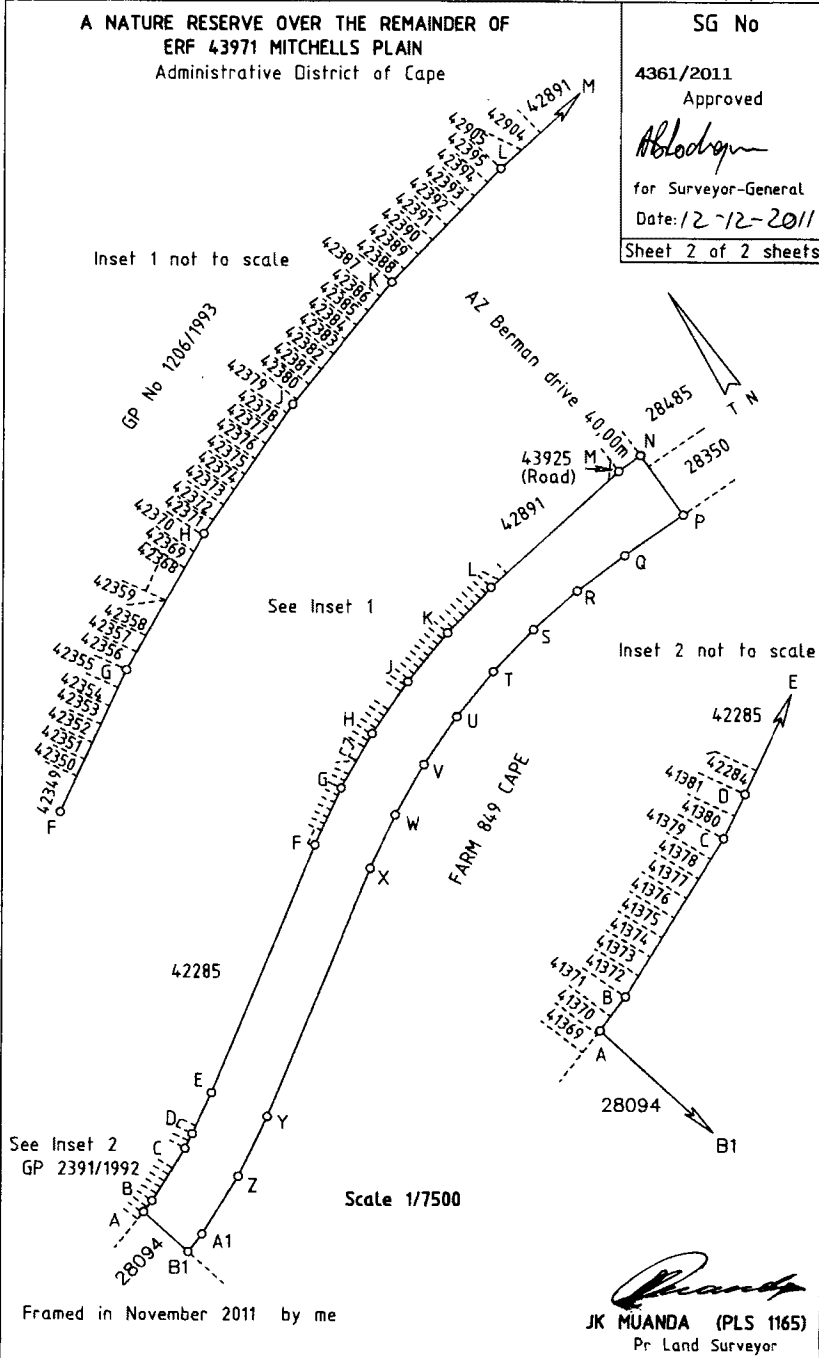 A NATURE RESERVE OVER THE REMAINDER OF
ERF 43971 MITCHELLS PLAIN
Administrative District of Cape
SG No
4361/2011
Approved
for Surveyor-General
Date: 12-12-2011
Sheet 2 of 2 sheets
Inset 1 not to scale
GP No 1206/1993
M
42891
42904
42905
L
42395
42394
42393
42392
42391
42390
42389
42388
42387
K
42386
42385
42384
42383
42382
42381
42380
42379
J
42378
42377
42376
42375
42374
42373
42372
42371
42370
H
42369
42368
42359
42358
42357
42356
42355
G
42354
42353
42352
42351
42350
42349
F
AZ Berman drive 40,00m
T N
28485
N
43925
(Road)
M
28350
42891
P
Q
L
R
See Inset 1
K
S
J
T
H
U
G
V
W
F
X
FARM 849 CAPE
42285
E
Y
D
C
Z
See Inset 2
GP 2391/1992
B
A
A1
B1
28094
Scale 1/7500
Inset 2 not to scale
E
42285
42284
41381
D
41380
41379
C
41378
41377
41376
41375
41374
41373
41372
41371
B
41370
41369
A
28094
B1
Framed in November 2011 by me
JK MUANDA (PLS 1165)
Pr Land Surveyor